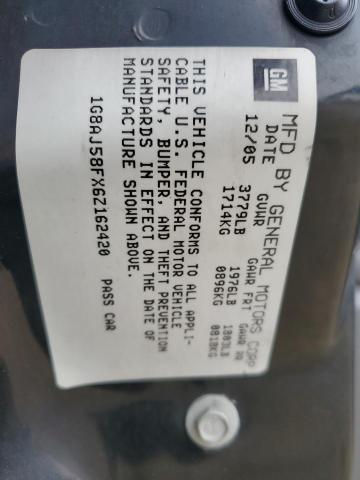 GM
MFD BY GENERAL MOTORS CORP
DATE GVWR GAWR FRT GAWR RR
12/05 3779LB 1976LB 1803LB
1714KG 0896KG 0818KG
THIS VEHICLE CONFORMS TO ALL APPLI-
CABLE U.S. FEDERAL MOTOR VEHICLE
SAFETY, BUMPER, AND THEFT PREVENTION
STANDARDS IN EFFECT ON THE DATE OF
MANUFACTURE SHOWN ABOVE.
1G8AJ58FX6Z162420 PASS CAR